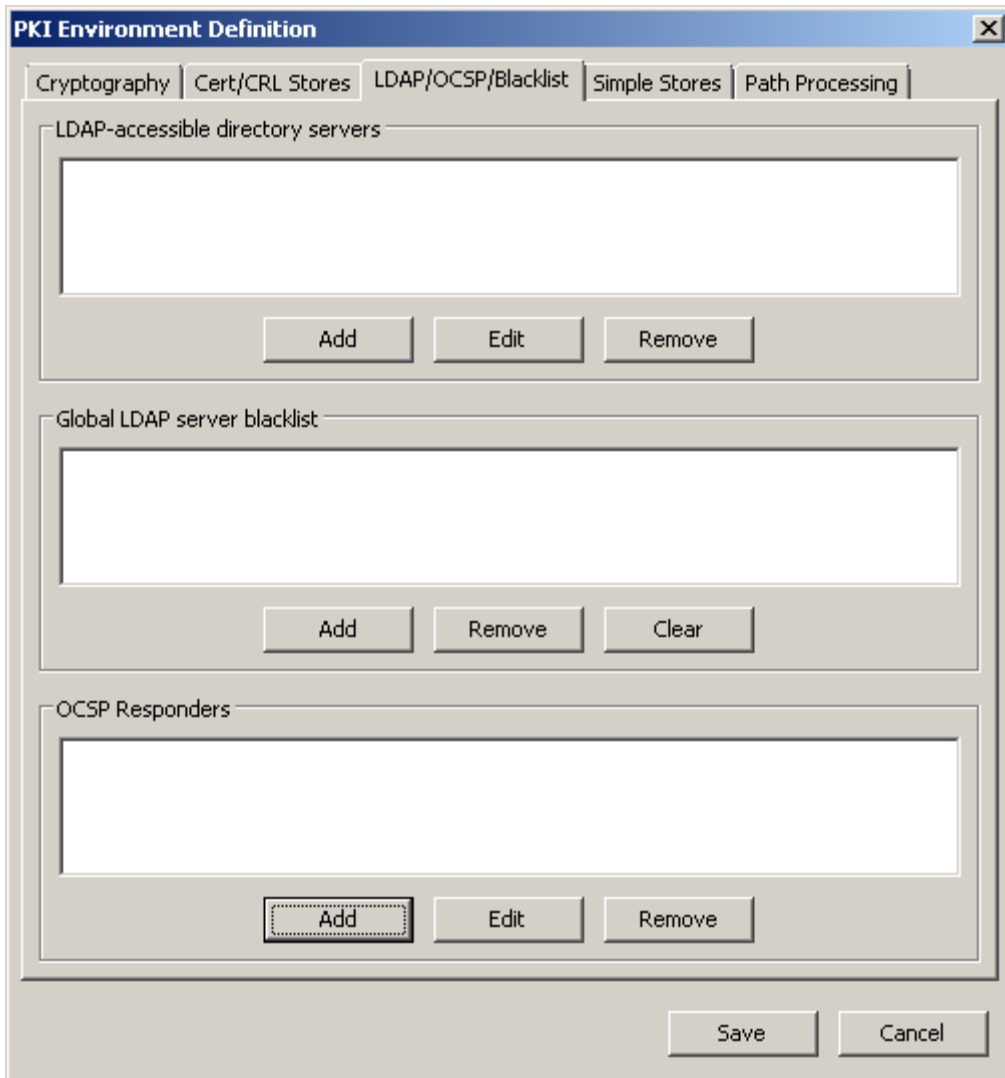 PKI Environment Definition
Cryptography Cert/CRL Stores LDAP/OCSP/Blacklist Simple Stores Path Processing
LDAP-accessible directory servers
Add Edit Remove
Global LDAP server blacklist
Add Remove Clear
OCSP Responders
Add Edit Remove
Save Cancel